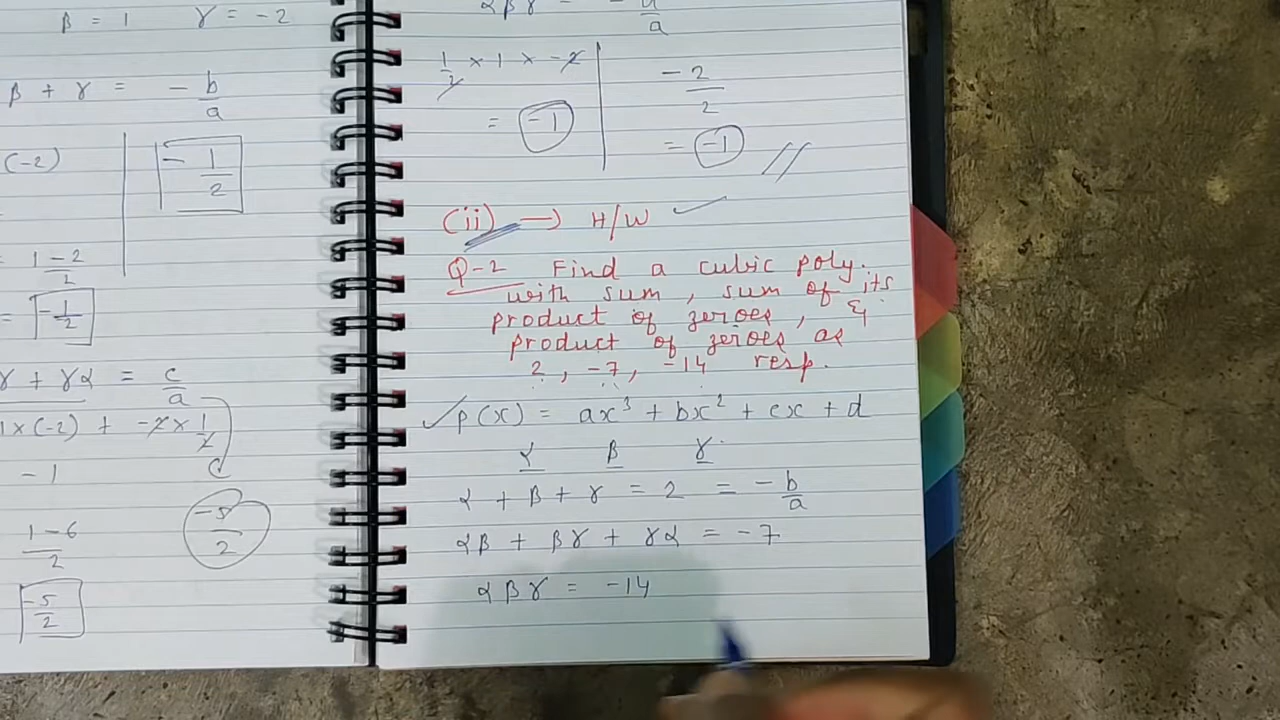 β = 1 γ = -2
β + γ = - b/a
(-2)
- 1/2
= 1-2/2
= -1/2
γ + γα = c/a
1×(-2) + -2×1/2
- 1
1-6/2
-5/2
-5/2
αβγ = - d/a
1/2 × 1 × -2
= -1
-2/2
= -1 //
(ii) → H/W ✓
Q-2 Find a cubic poly.
with sum, sum of its
product of zeroes, &
product of zeroes as
2, -7, -14 resp.
✓ p(x) = ax³ + bx² + cx + d
α β γ
α + β + γ = 2 = - b/a
αβ + βγ + γα = -7
αβγ = -14